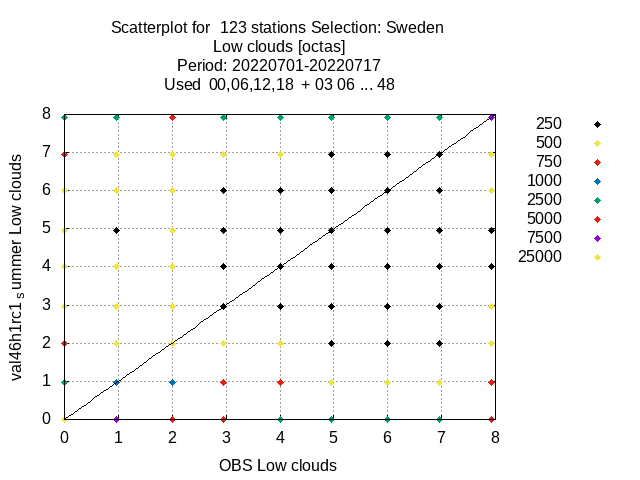 Scatterplot for  123 stations Selection: Sweden
Low clouds [octas]
Period: 20220701-20220717
Used  00,06,12,18  + 03 06 ... 48
8
7
6
5
4
3
2
1
0
0 1 2 3 4 5 6 7 8
val46h1rc1 s ummer Low clouds
OBS Low clouds
250
500
750
1000
2500
5000
7500
25000